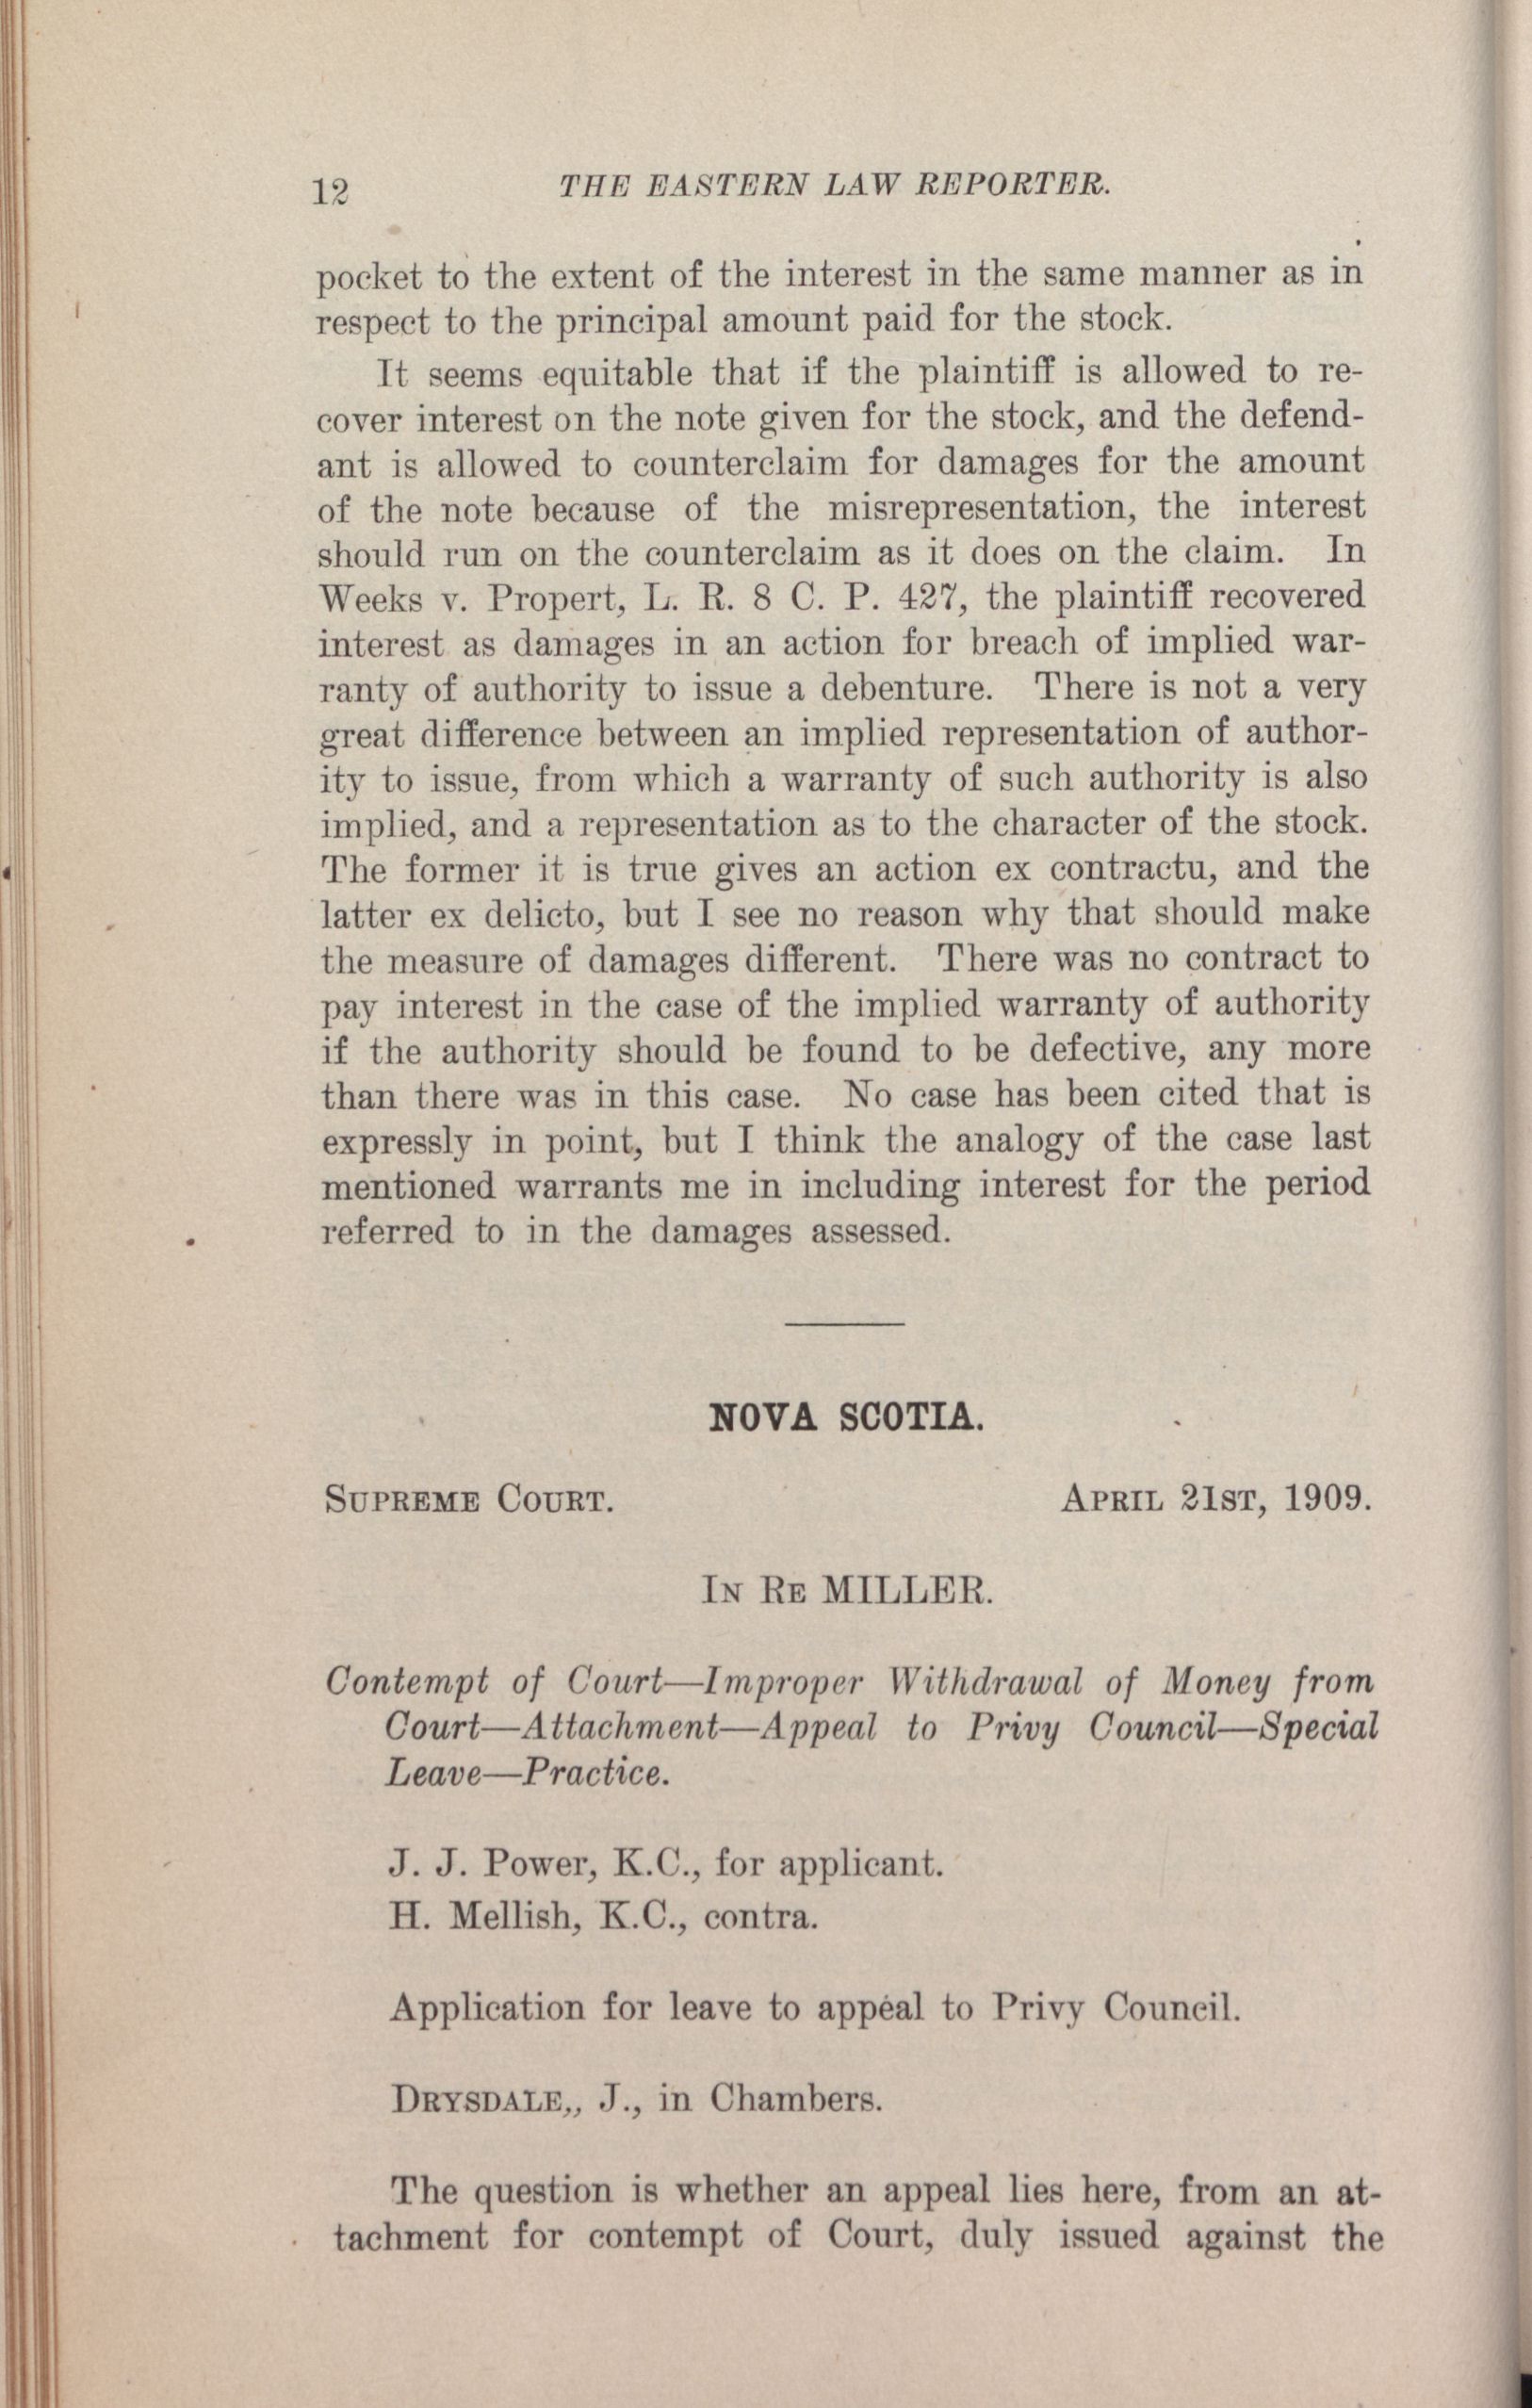 12
THE EASTERN LAW REPORTER.
pocket to the extent of the interest in the same manner as in
respect to the principal amount paid for the stock.
It seems equitable that if the plaintiff is allowed to re-
cover interest on the note given for the stock, and the defend-
ant is allowed to counterclaim for damages for the amount
of the note because of the misrepresentation, the interest
should run on the counterclaim as it does on the claim. In
Weeks v. Propert, L. R. 8 C. P. 427, the plaintiff recovered
interest as damages in an action for breach of implied war-
ranty of authority to issue a debenture. There is not a very
great difference between an implied representation of author-
ity to issue, from which a warranty of such authority is also
implied, and a representation as to the character of the stock.
The former it is true gives an action ex contractu, and the
latter ex delicto, but I see no reason why that should make
the measure of damages different. There was no contract to
pay interest in the case of the implied warranty of authority
if the authority should be found to be defective, any more
than there was in this case. No case has been cited that is
expressly in point, but I think the analogy of the case last
mentioned warrants me in including interest for the period
referred to in the damages assessed.
NOVA SCOTIA.
SUPREME COURT. APRIL 21ST, 1909.
IN RE MILLER.
Contempt of Court—Improper Withdrawal of Money from
Court—Attachment—Appeal to Privy Council—Special
Leave—Practice.
J. J. Power, K.C., for applicant.
H. Mellish, K.C., contra.
Application for leave to appeal to Privy Council.
DRYSDALE,, J., in Chambers.
The question is whether an appeal lies here, from an at-
tachment for contempt of Court, duly issued against the